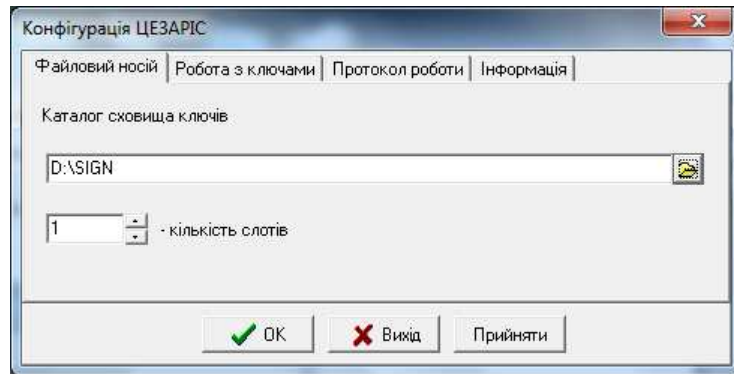 Конфігурація ЦЕЗАРІС
Файловий носій Робота з ключами Протокол роботи Інформація
Каталог сховища ключів
D:\SIGN
1 - кількість слотів
OK Вихід Прийняти